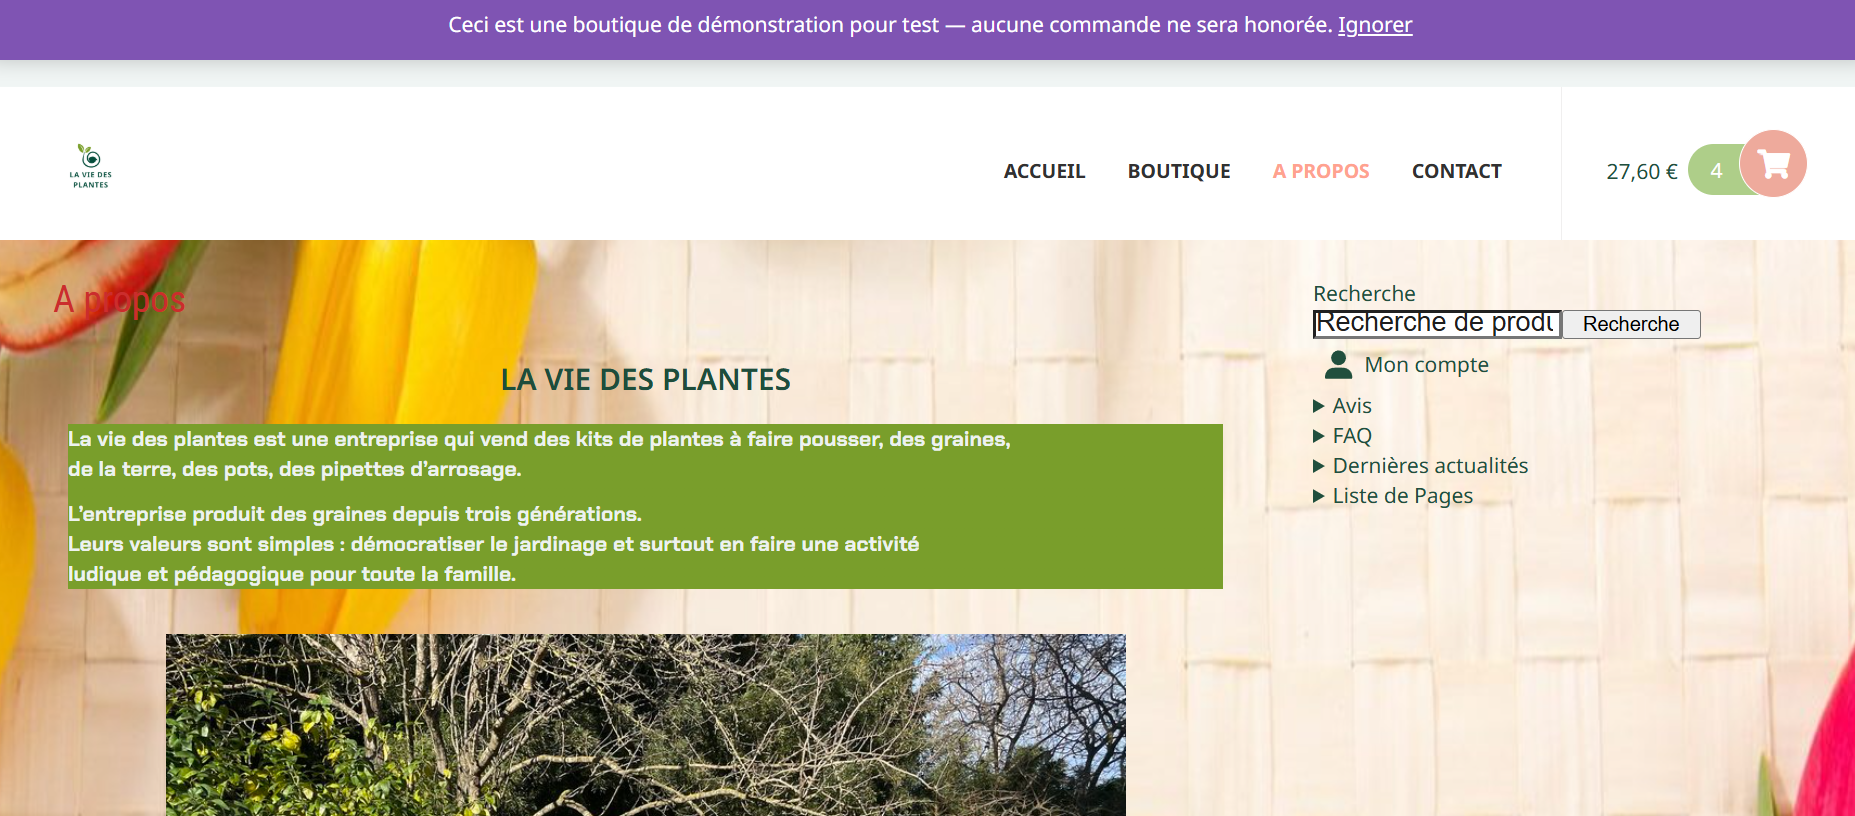 Ceci est une boutique de démonstration pour test — aucune commande ne sera honorée. Ignorer
LA VIE DES
PLANTES
ACCUEIL BOUTIQUE A PROPOS CONTACT
27,60 € 4
A propos
LA VIE DES PLANTES
La vie des plantes est une entreprise qui vend des kits de plantes à faire pousser, des graines,
de la terre, des pots, des pipettes d’arrosage.
L’entreprise produit des graines depuis trois générations.
Leurs valeurs sont simples : démocratiser le jardinage et surtout en faire une activité
ludique et pédagogique pour toute la famille.
Recherche
Recherche de produ Recherche
Mon compte
Avis
FAQ
Dernières actualités
Liste de Pages